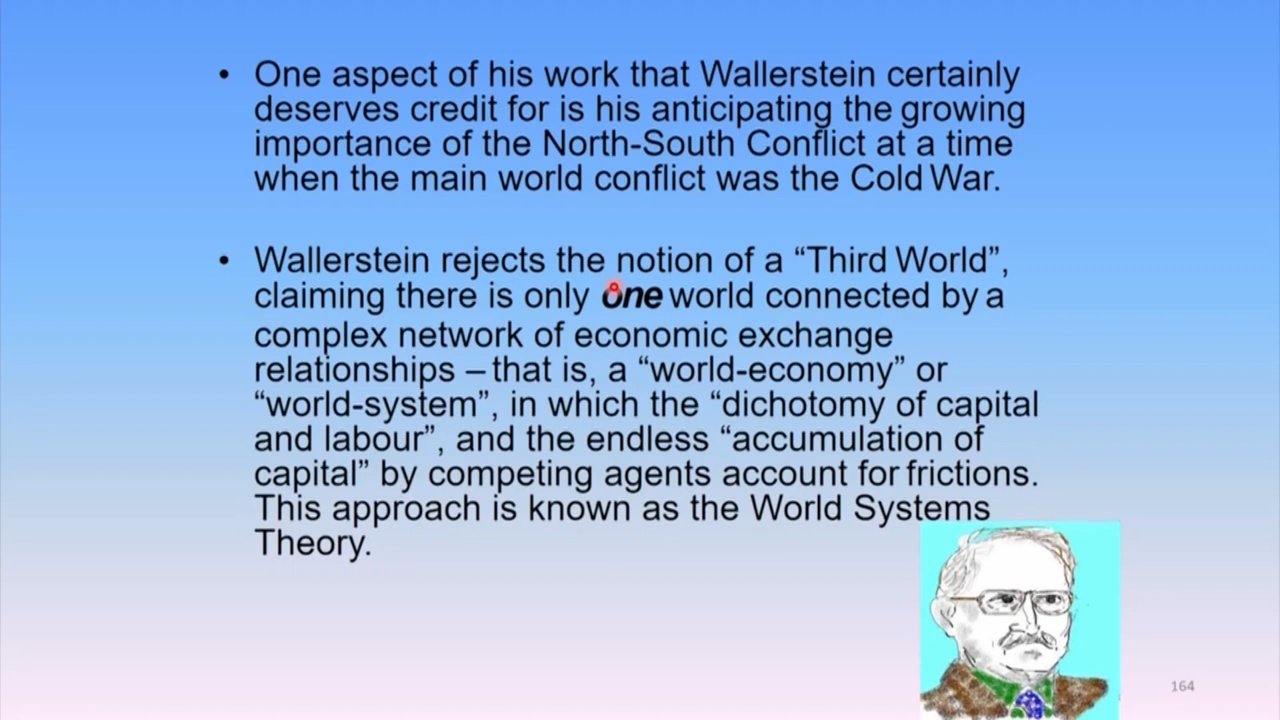 • One aspect of his work that Wallerstein certainly
deserves credit for is his anticipating the growing
importance of the North-South Conflict at a time
when the main world conflict was the Cold War.
• Wallerstein rejects the notion of a “Third World”,
claiming there is only one world connected by a
complex network of economic exchange
relationships – that is, a “world-economy” or
“world-system”, in which the “dichotomy of capital
and labour”, and the endless “accumulation of
capital” by competing agents account for frictions.
This approach is known as the World Systems
Theory.
164